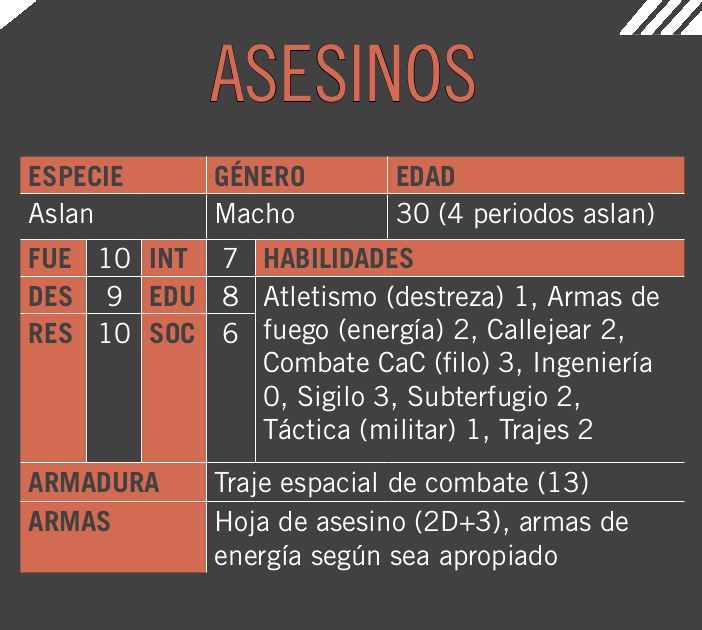 ASESINOS
ESPECIE GÉNERO EDAD
Aslan Macho 30 (4 periodos aslan)
FUE 10 INT 7 HABILIDADES
DES 9 EDU 8 Atletismo (destreza) 1, Armas de
RES 10 SOC 6 fuego (energía) 2, Callejear 2,
Combate CaC (filo) 3, Ingeniería
0, Sigilo 3, Subterfugio 2,
Táctica (militar) 1, Trajes 2
ARMADURA Traje espacial de combate (13)
ARMAS Hoja de asesino (2D+3), armas de
energía según sea apropiado